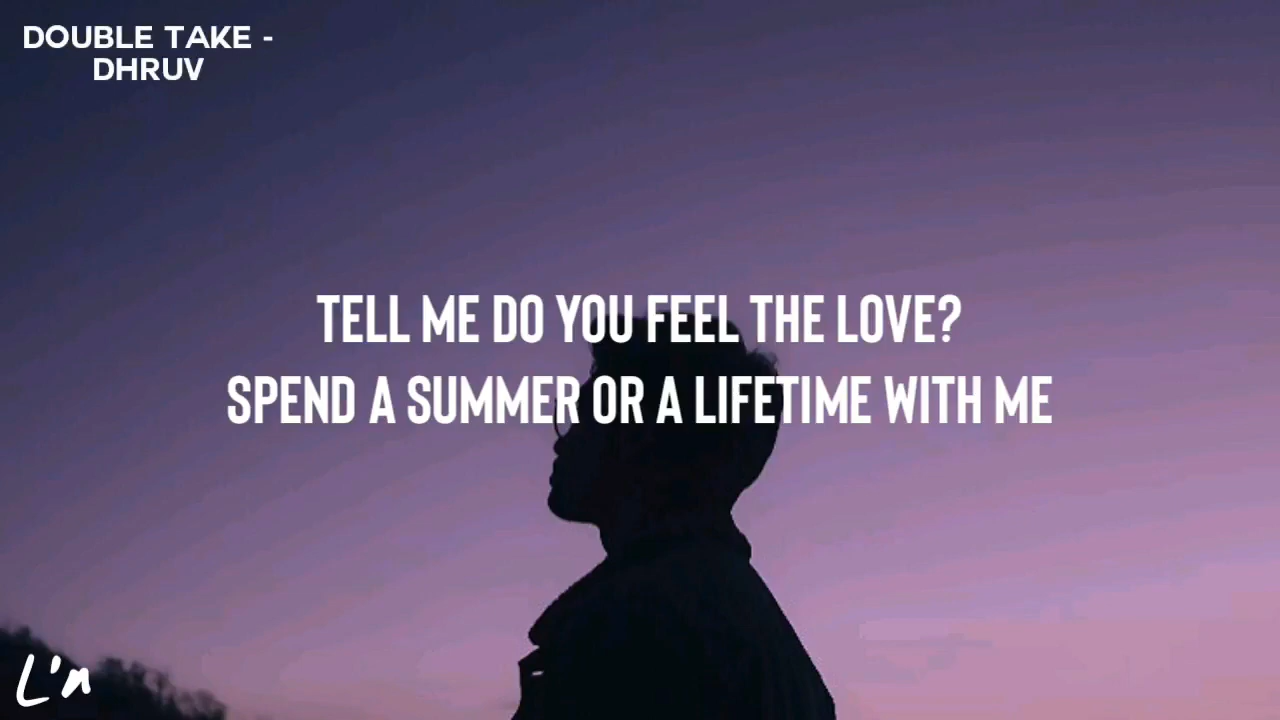 DOUBLE TAKE -
DHRUV
TELL ME DO YOU FEEL THE LOVE?
SPEND A SUMMER OR A LIFETIME WITH ME
L'n